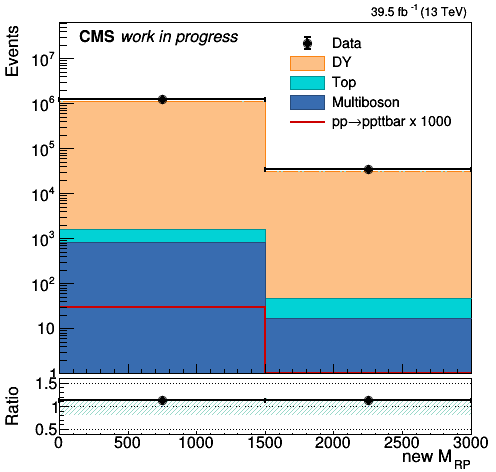 39.5 fb⁻¹ (13 TeV)
CMS work in progress
Events
Data
DY
Top
Multiboson
pp→ppttbar x 1000
10⁷
10⁶
10⁵
10⁴
10³
10²
10
1
Ratio
1.5
1
0.5
0 500 1000 1500 2000 2500 3000
new M_RP